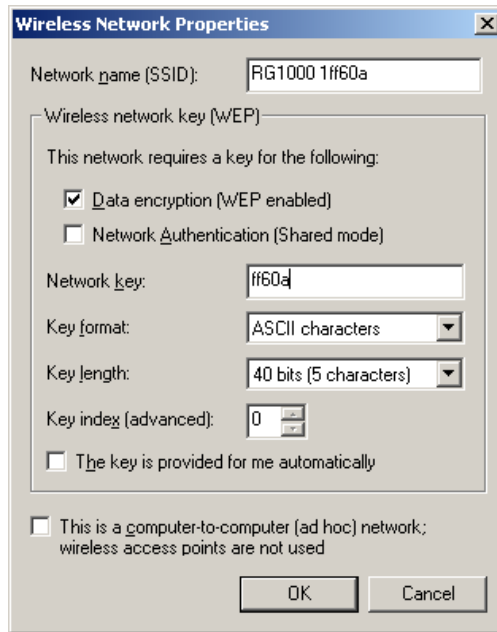 Wireless Network Properties
Network name (SSID): RG1000 1ff60a
Wireless network key (WEP)
This network requires a key for the following:
Data encryption (WEP enabled)
Network Authentication (Shared mode)
Network key: ff60a
Key format: ASCII characters
Key length: 40 bits (5 characters)
Key index (advanced): 0
The key is provided for me automatically
This is a computer-to-computer (ad hoc) network;
wireless access points are not used
OK Cancel